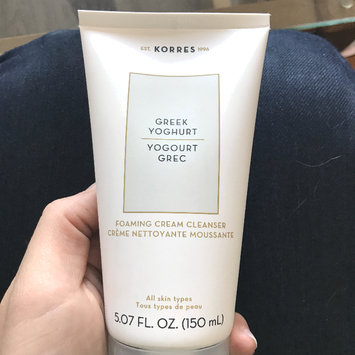 EST. KORRES 1996
GREEK
YOGHURT
YOGOURT
GREC
FOAMING CREAM CLEANSER
CRÈME NETTOYANTE MOUSSANTE
All skin types
Tous types de peau
5.07 FL. OZ. (150 mL)